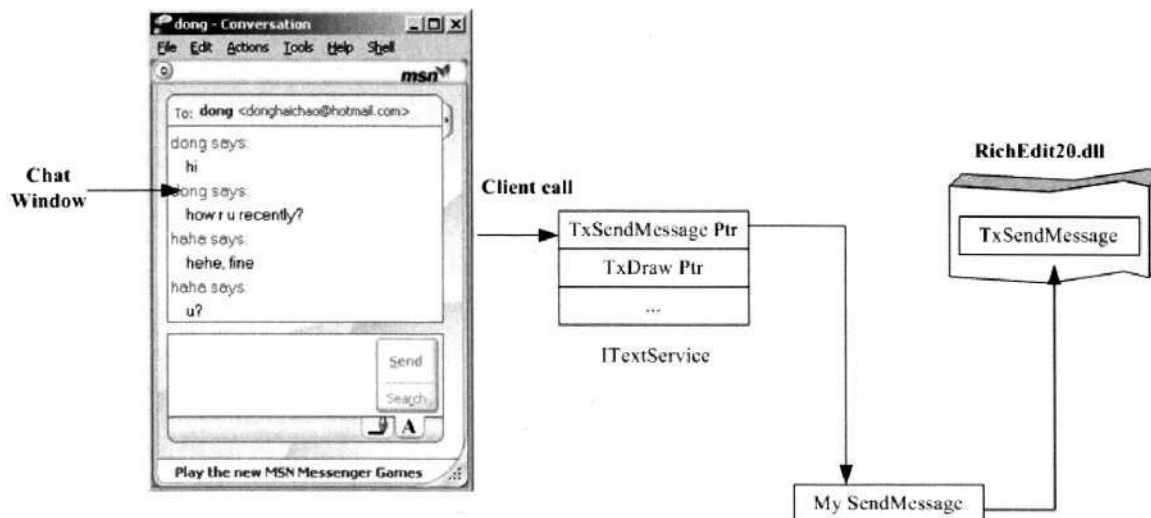 dong - Conversation
File Edit Actions Tools Help Shell
msn
To: dong <donghaichao@hotmail.com>
dong says:
hi
dong says:
how r u recently?
haha says:
hehe, fine
haha says:
u?
Send
Search
A
Play the new MSN Messenger Games
Chat
Window
Client call
TxSendMessage Ptr
TxDraw Ptr
...
ITextService
RichEdit20.dll
TxSendMessage
My SendMessage